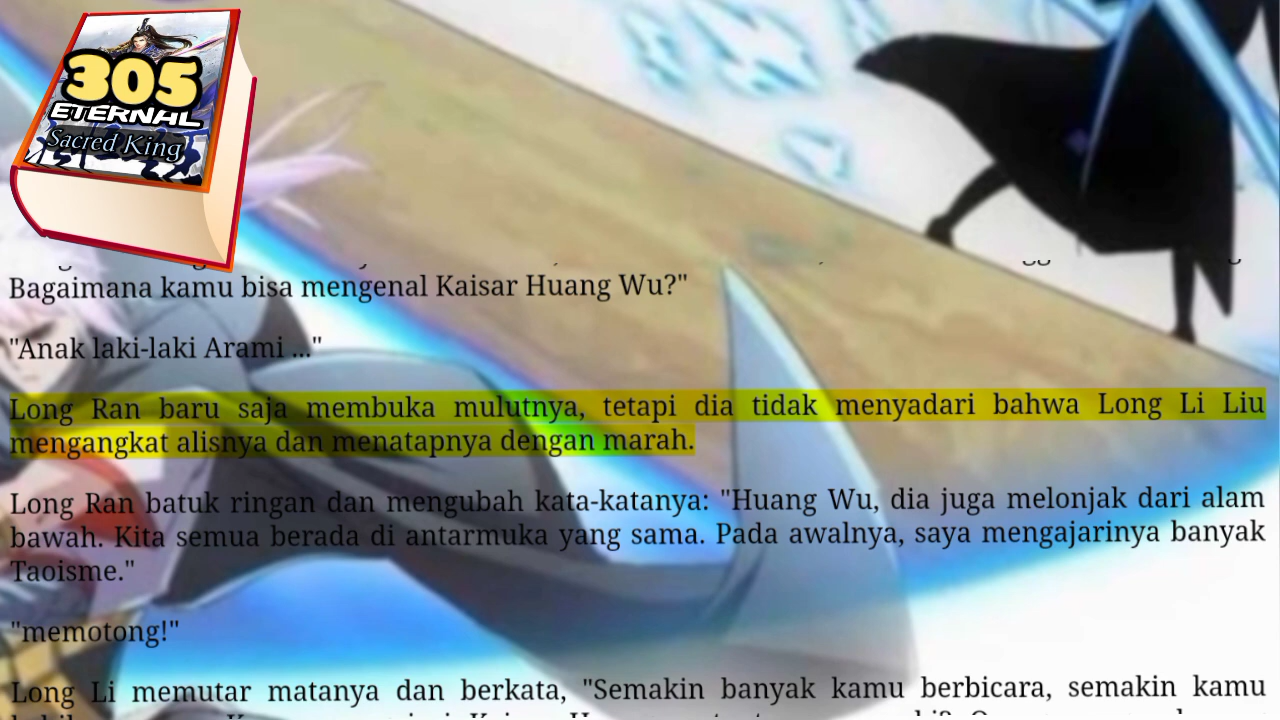 305
ETERNAL
Sacred King
Bagaimana kamu bisa mengenal Kaisar Huang Wu?"
"Anak laki-laki Arami ..."
Long Ran baru saja membuka mulutnya, tetapi dia tidak menyadari bahwa Long Li Liu
mengangkat alisnya dan menatapnya dengan marah.
Long Ran batuk ringan dan mengubah kata-katanya: "Huang Wu, dia juga melonjak dari alam
bawah. Kita semua berada di antarmuka yang sama. Pada awalnya, saya mengajarinya banyak
Taoisme."
"memotong!"
Long Li memutar matanya dan berkata, "Semakin banyak kamu berbicara, semakin kamu